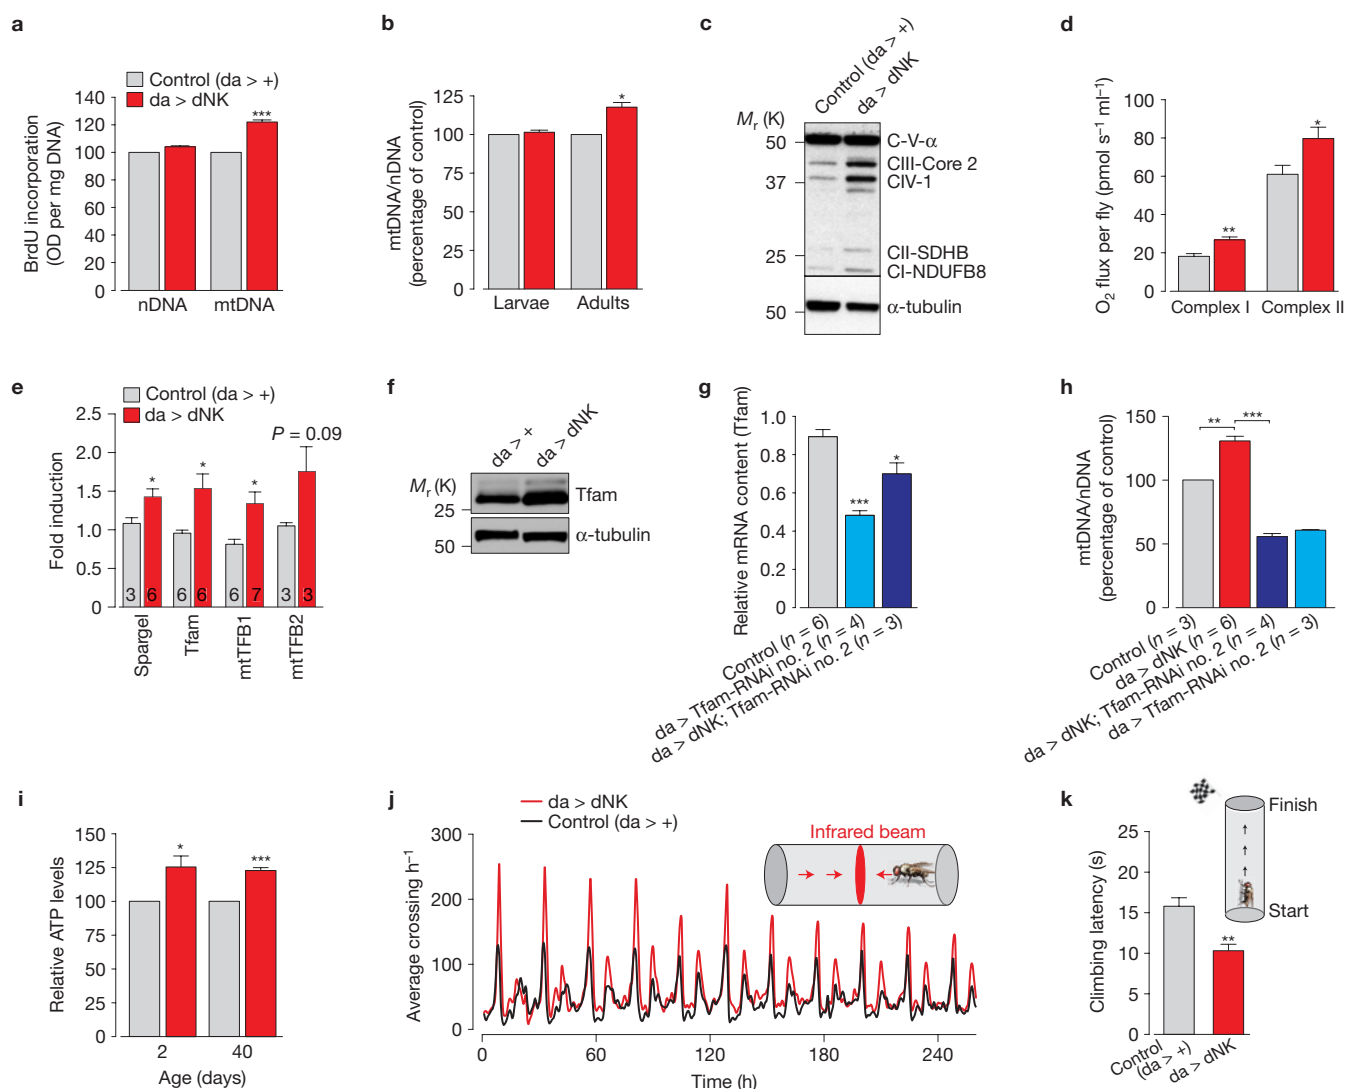 a
Control (da > +)
da > dNK
BrdU incorporation
(OD per mg DNA)
140
120
100
80
60
40
20
0
***
nDNA
mtDNA
b
mtDNA/nDNA
(percentage of control)
125
100
75
50
25
0
*
Larvae
Adults
c
Control (da > +)
da > dNK
Mr (K)
50
37
25
50
C-V-α
CIII-Core 2
CIV-1
CII-SDHB
CI-NDUFB8
α-tubulin
d
O2 flux per fly (pmol s−1 ml−1)
100
80
60
40
20
0
**
*
Complex I
Complex II
e
Control (da > +)
da > dNK
Fold induction
2.5
2.0
1.5
1.0
0.5
0
*
*
*
P = 0.09
3
6
6
6
6
7
3
3
Spargel
Tfam
mtTFB1
mtTFB2
f
da > +
da > dNK
Mr (K)
25
50
Tfam
α-tubulin
g
Relative mRNA content (Tfam)
1.0
0.8
0.6
0.4
0.2
0
***
*
Control (n = 6)
da > Tfam-RNAi no. 2 (n = 4)
da > dNK; Tfam-RNAi no. 2 (n = 3)
h
mtDNA/nDNA
(percentage of control)
150
100
50
0
**
***
Control (n = 3)
da > dNK (n = 6)
da > dNK; Tfam-RNAi no. 2 (n = 4)
da > Tfam-RNAi no. 2 (n = 3)
i
Relative ATP levels
150
125
100
75
50
25
0
*
***
2
40
Age (days)
j
da > dNK
Control (da > +)
Average crossing h−1
300
200
100
0
Infrared beam
0
60
120
180
240
Time (h)
k
Climbing latency (s)
25
20
15
10
5
0
**
Finish
Start
Control
(da > +)
da > dNK